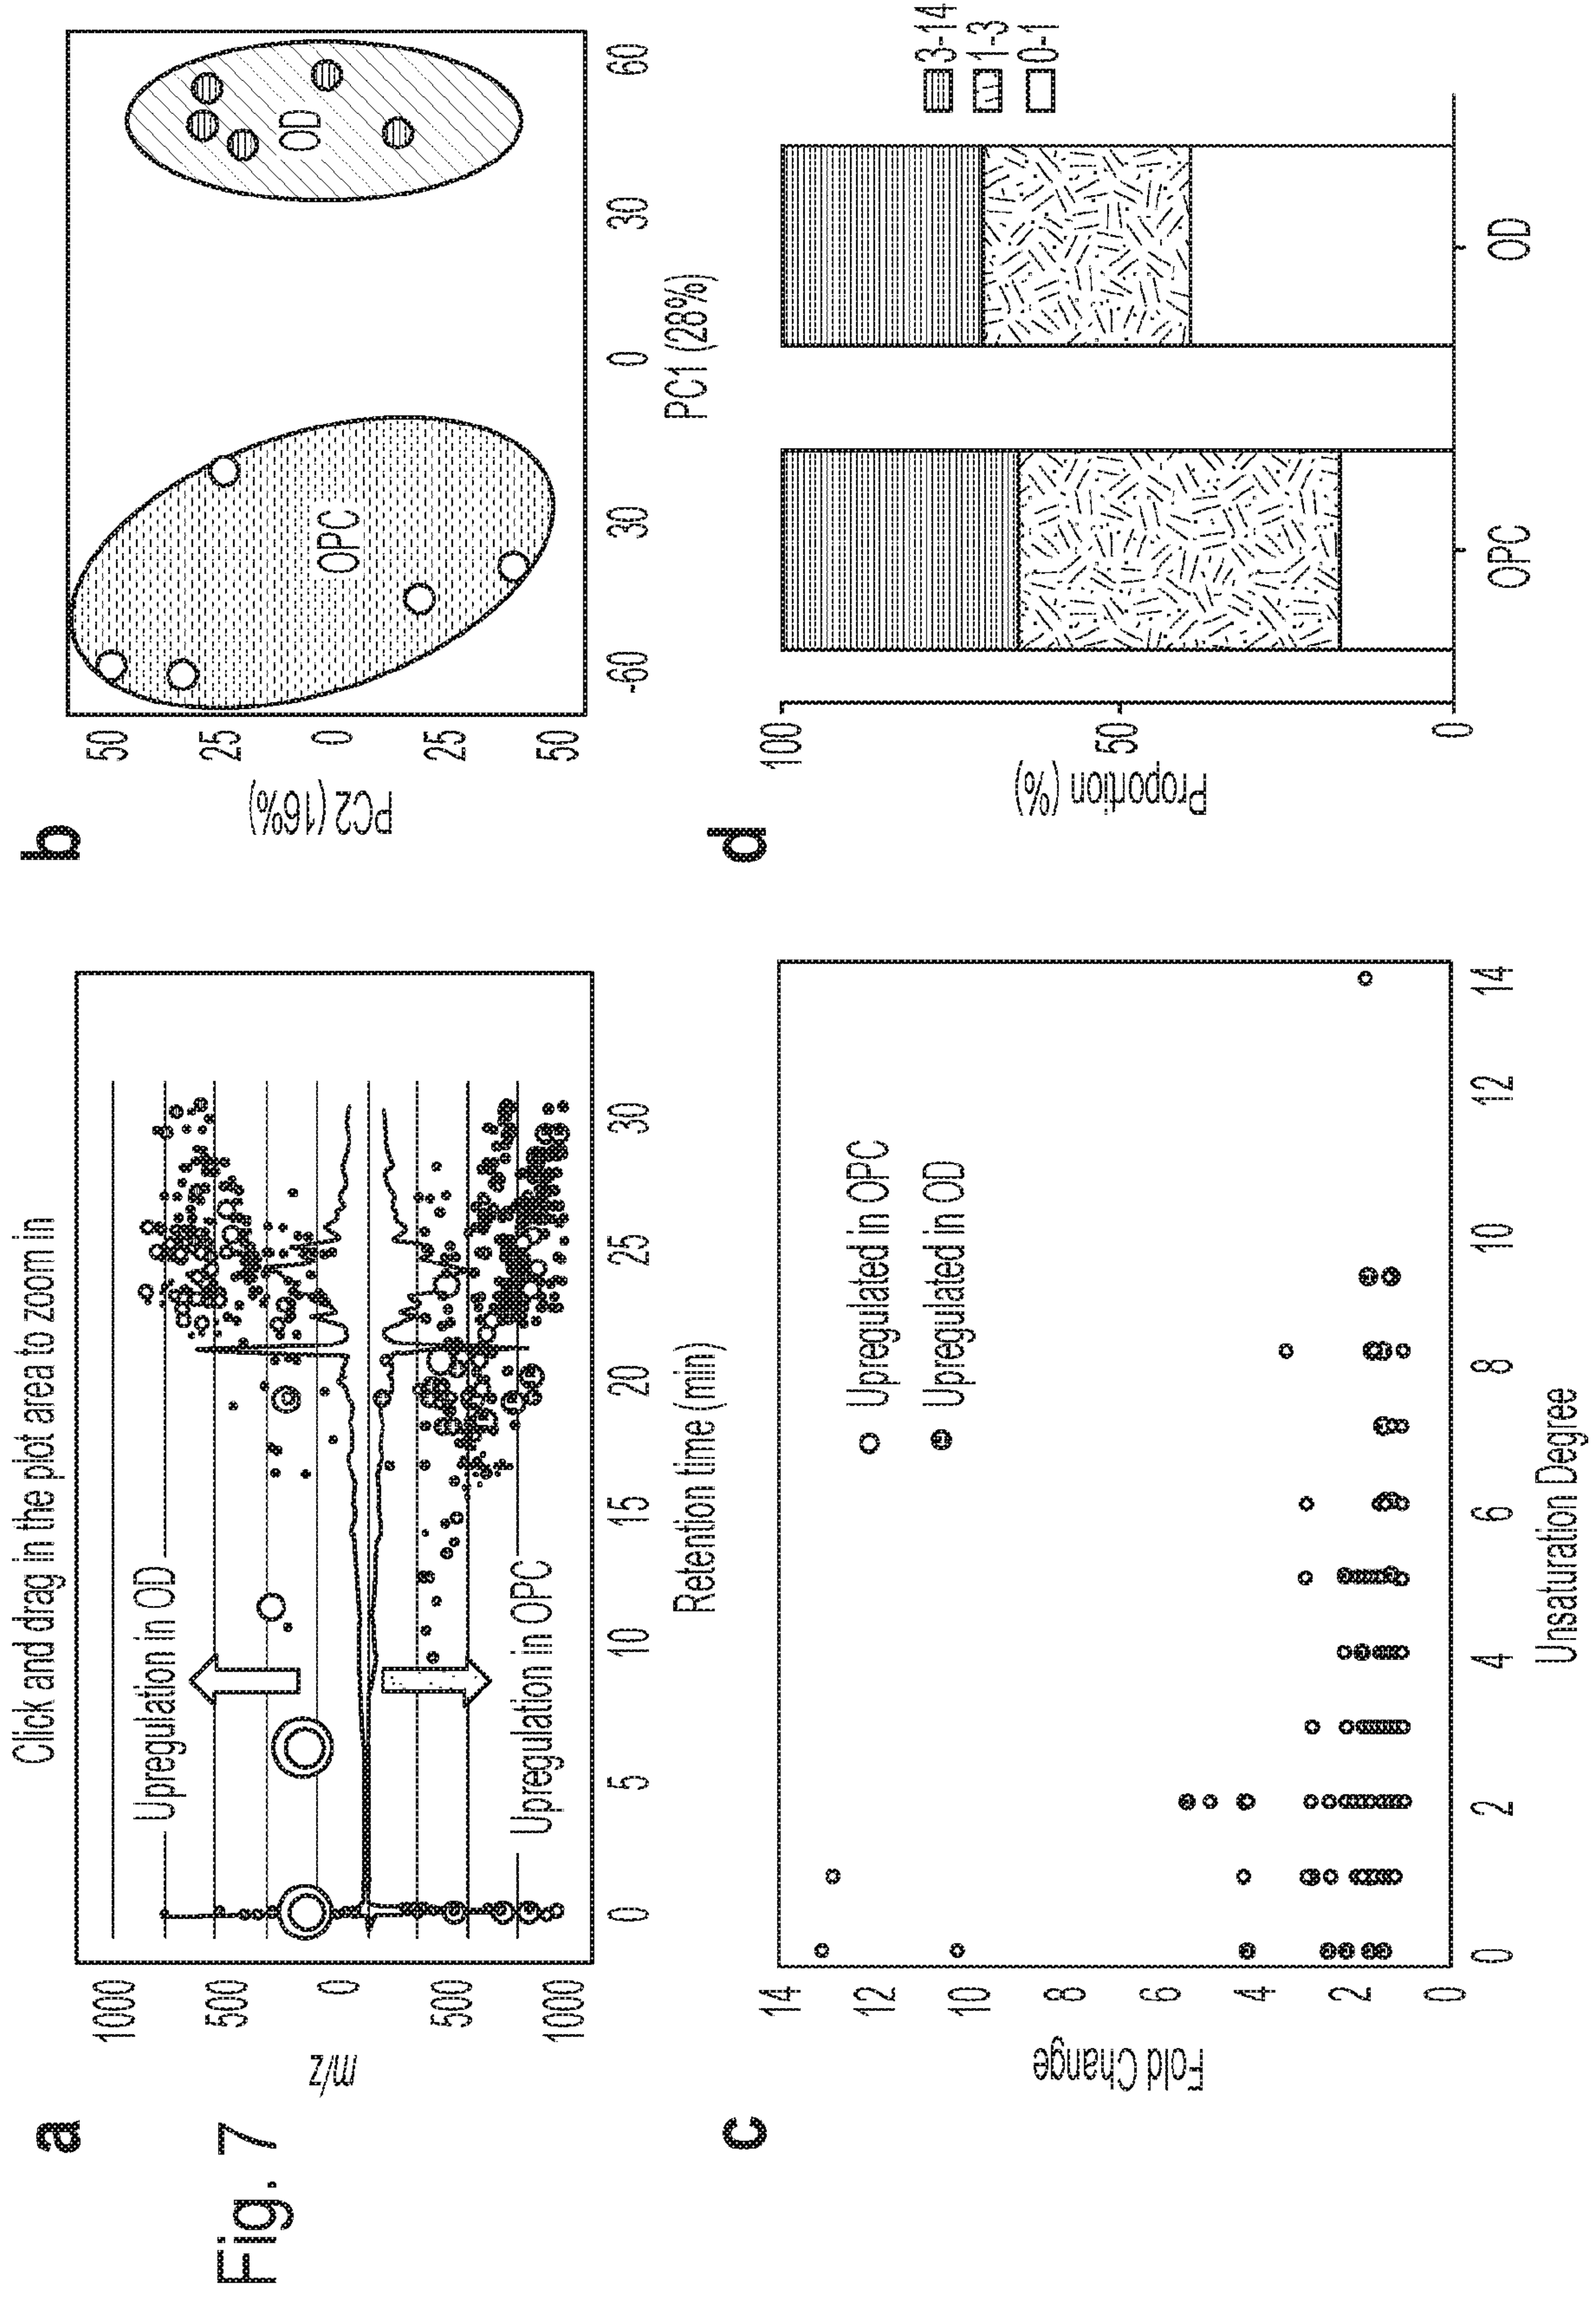 Fig. 7
a
Click and drag in the plot area to zoom in
m/z
1000
500
0
500
1000
Upregulation in OD
Upregulation in OPC
0
5
10
15
20
25
30
Retention time (min)
b
PC2 (16%)
50
25
0
25
50
OPC
OD
-60
30
0
30
60
PC1 (28%)
c
Fold Change
14
12
10
8
6
4
2
0
Upregulated in OPC
Upregulated in OD
0
2
4
6
8
10
12
14
Unsaturation Degree
d
Proportion (%)
100
50
0
OPC
OD
3-14
1-3
0-1